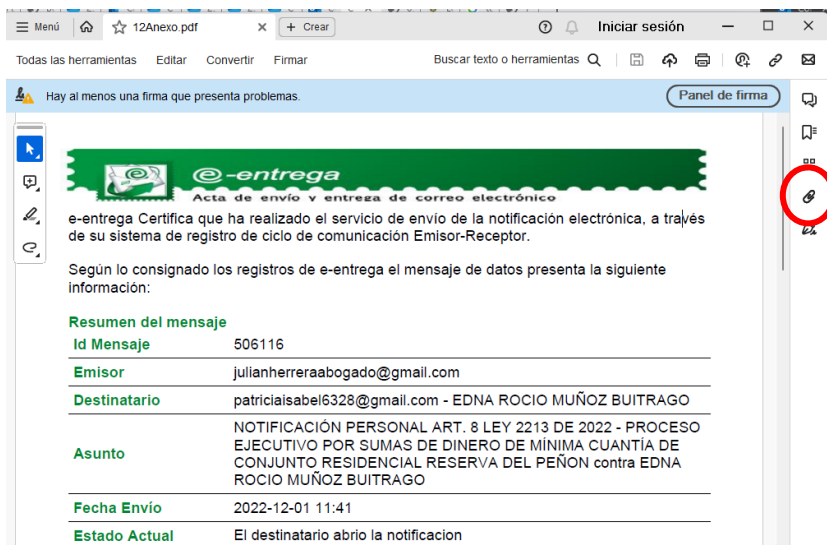 Menú
12Anexo.pdf
+ Crear
Iniciar sesión
Todas las herramientas Editar Convertir Firmar
Buscar texto o herramientas
Hay al menos una firma que presenta problemas.
Panel de firma
@-entrega
Acta de envío y entrega de correo electrónico
e-entrega Certifica que ha realizado el servicio de envío de la notificación electrónica, a través
de su sistema de registro de ciclo de comunicación Emisor-Receptor.
Según lo consignado los registros de e-entrega el mensaje de datos presenta la siguiente
información:
Resumen del mensaje
Id Mensaje 506116
Emisor julianherreraabogado@gmail.com
Destinatario patriciaisabel6328@gmail.com - EDNA ROCIO MUÑOZ BUITRAGO
Asunto NOTIFICACIÓN PERSONAL ART. 8 LEY 2213 DE 2022 - PROCESO
EJECUTIVO POR SUMAS DE DINERO DE MÍNIMA CUANTÍA DE
CONJUNTO RESIDENCIAL RESERVA DEL PEÑON contra EDNA
ROCIO MUÑOZ BUITRAGO
Fecha Envío 2022-12-01 11:41
Estado Actual El destinatario abrio la notificacion